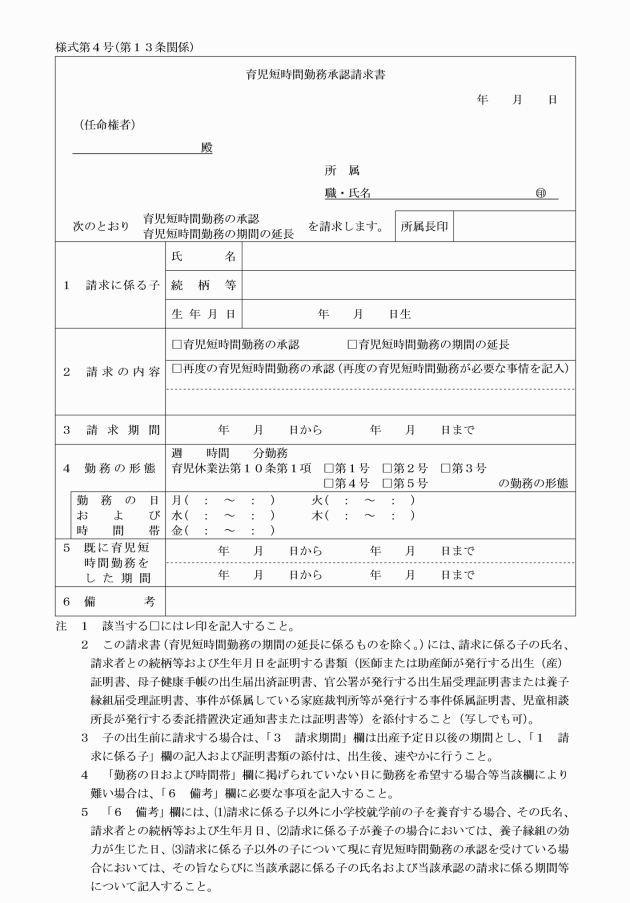 様式第４号(第１３条関係)
育児短時間勤務承認請求書
年　　月　　日
（任命権者）
殿
所　属
職・氏名　㊞
次のとおり　育児短時間勤務の承認　を請求します。　所属長印
育児短時間勤務の期間の延長
１　請求に係る子
氏　　　名
続　柄　等
生年月日　年　　月　　日生
２　請求の内容
□育児短時間勤務の承認　　□育児短時間勤務の期間の延長
□再度の育児短時間勤務の承認（再度の育児短時間勤務が必要な事情を記入）
３　請求期間　年　　月　　日から　　年　　月　　日まで
４　勤務の形態
週　　時間　　分勤務
育児休業法第１０条第１項　□第１号　□第２号　□第３号
□第４号　□第５号　の勤務の形態
勤務の日　月(　：　～　：　)　　火(　：　～　：　)
および　水(　：　～　：　)　　木(　：　～　：　)
時間帯　金(　：　～　：　)
５　既に育児短　年　　月　　日から　　年　　月　　日まで
時間勤務を
した期間　年　　月　　日から　　年　　月　　日まで
６　備　　考
注　１　該当する□にはレ印を記入すること。
２　この請求書（育児短時間勤務の期間の延長に係るものを除く。）には、請求に係る子の氏名、
請求者との続柄等および生年月日を証明する書類（医師または助産師が発行する出生（産）
証明書、母子健康手帳の出生届出済証明書、官公署が発行する出生届受理証明書または養子
縁組届受理証明書、事件が係属している家庭裁判所等が発行する事件係属証明書、児童相談
所長が発行する委託措置決定通知書または証明書等）を添付すること（写しでも可）。
３　子の出生前に請求する場合は、「３　請求期間」欄は出産予定日以後の期間とし、「１　請
求に係る子」欄の記入および証明書類の添付は、出生後、速やかに行うこと。
４　「勤務の日および時間帯」欄に掲げられていない日に勤務を希望する場合等当該欄により
難い場合は、「６　備考」欄に必要な事項を記入すること。
５　「６　備考」欄には、⑴請求に係る子以外に小学校就学前の子を養育する場合、その氏名、
請求者との続柄等および生年月日、⑵請求に係る子が養子の場合においては、養子縁組の効
力が生じた日、⑶請求に係る子以外の子について現に育児短時間勤務の承認を受けている場
合においては、その旨ならびに当該承認に係る子の氏名および当該承認の請求に係る期間等
について記入すること。